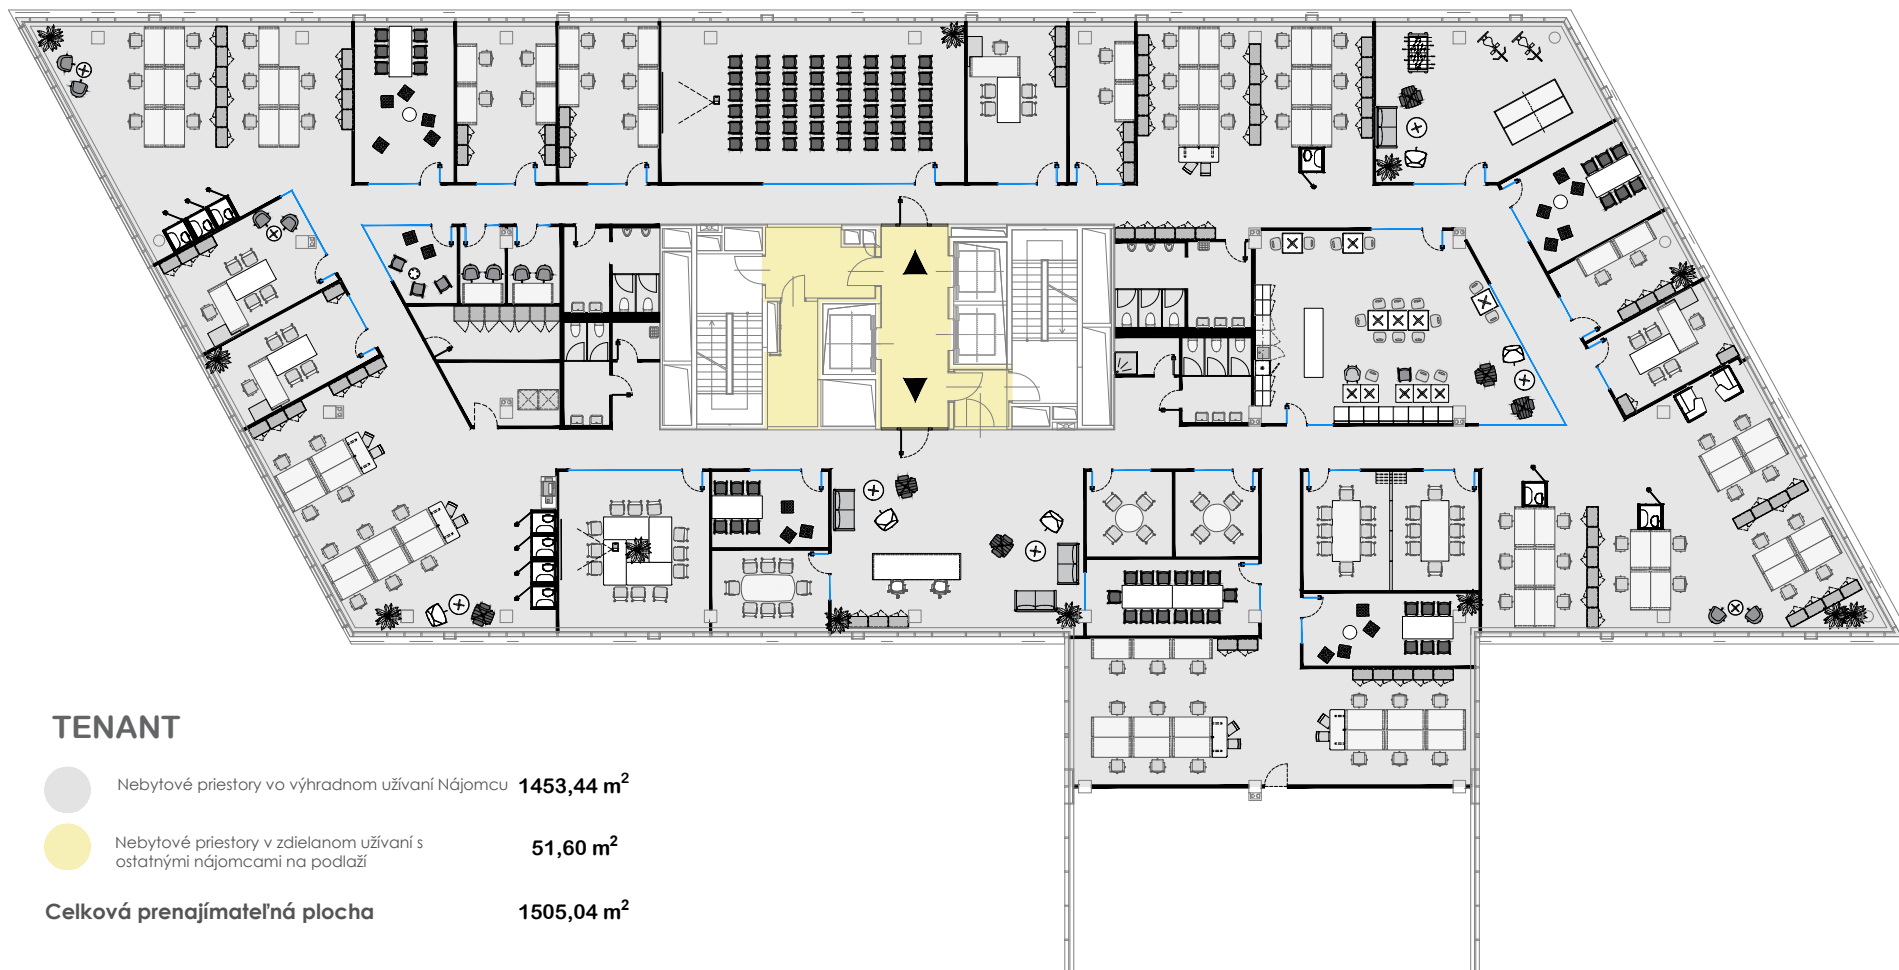 TENANT
Nebytové priestory vo výhradnom užívaní Nájomcu 1453,44 m²
Nebytové priestory v zdielanom užívaní s
ostatnými nájomcami na podlaží 51,60 m²
Celková prenajímateľná plocha 1505,04 m²